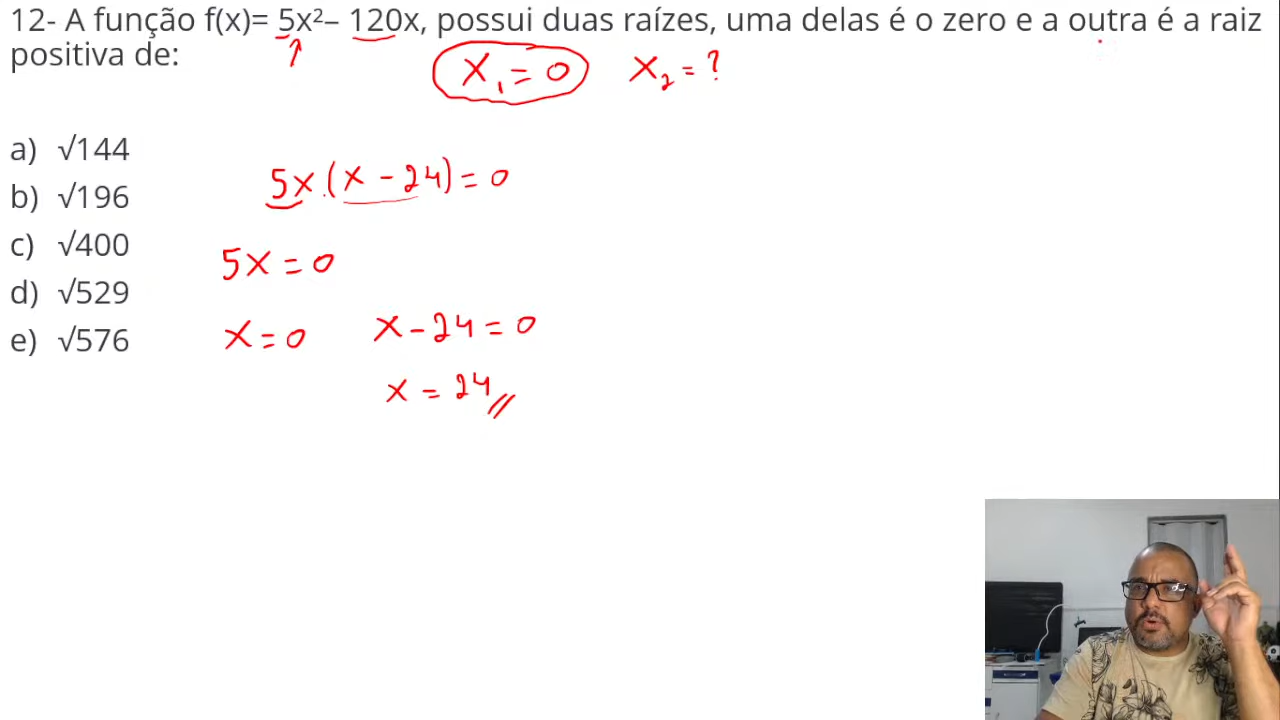 12- A função f(x)= 5x²– 120x, possui duas raízes, uma delas é o zero e a outra é a raiz
positiva de:
x₁ = 0 x₂ = ?
a) √144
5x.(x – 24) = 0
b) √196
c) √400
5x = 0
d) √529
e) √576
x = 0 x – 24 = 0
x = 24